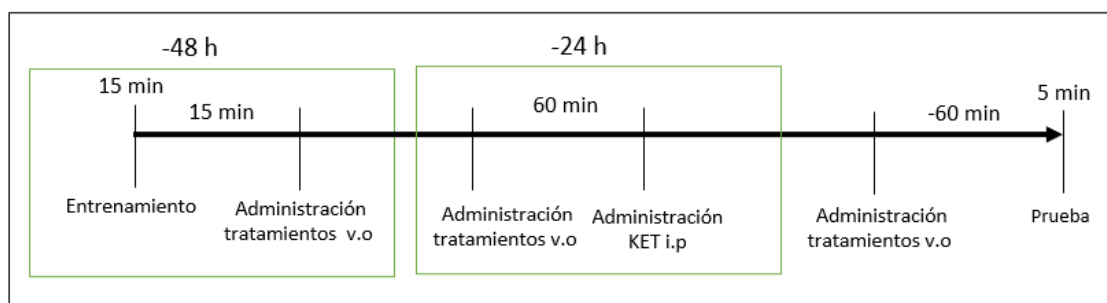 -48 h
-24 h
15 min
15 min
60 min
-60 min
5 min
Entrenamiento
Administración
tratamientos v.o
Administración
tratamientos v.o
Administración
KET i.p
Administración
tratamientos v.o
Prueba